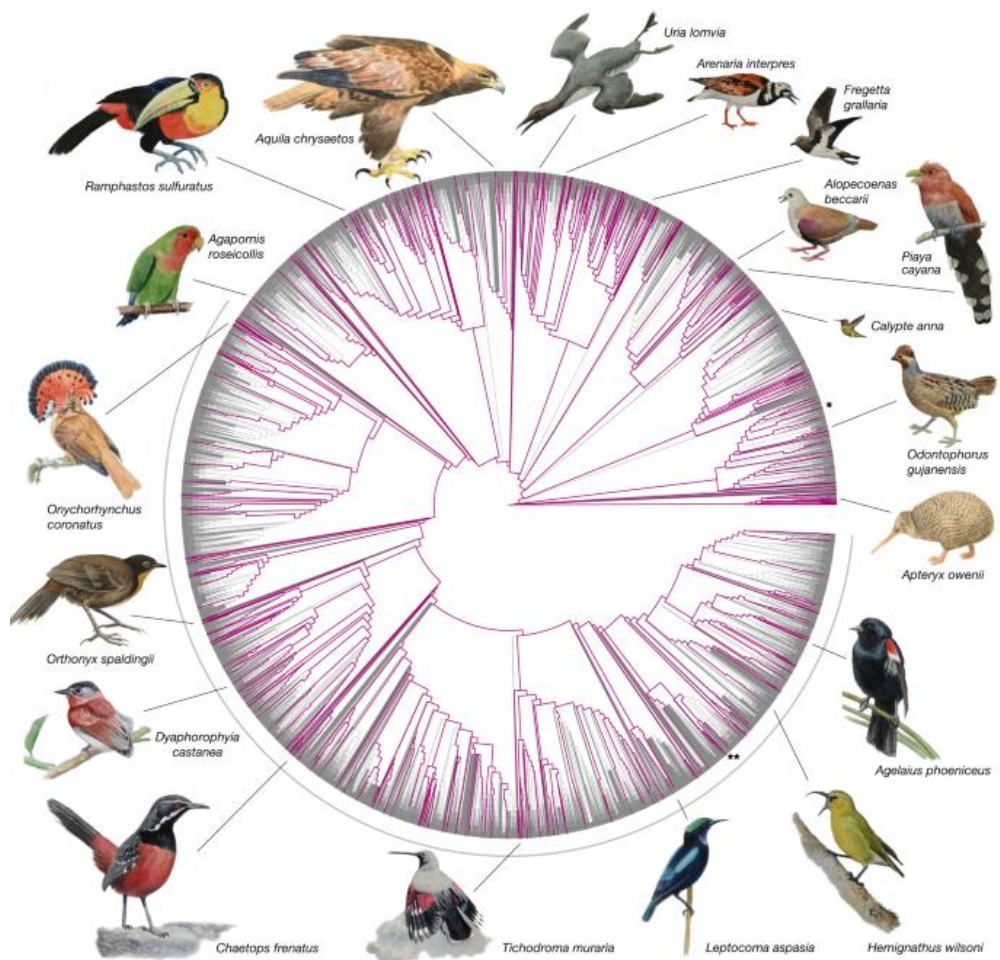 Uria lomvia
Arenaria interpres
Fregetta
grallaria
Aquila chrysaetos
Ramphastos sulfuratus
Alopecoenas
beccarii
Piaya
cayana
Agapornis
roseicollis
Calypte anna
*
Odontophorus
gujanensis
Onychorhynchus
coronatus
Apteryx owenii
Orthonyx spaldingii
Dyaphorophyia
castanea
**
Agelaius phoeniceus
Chaetops frenatus
Tichodroma muraria
Leptocoma aspasia
Hemignathus wilsoni